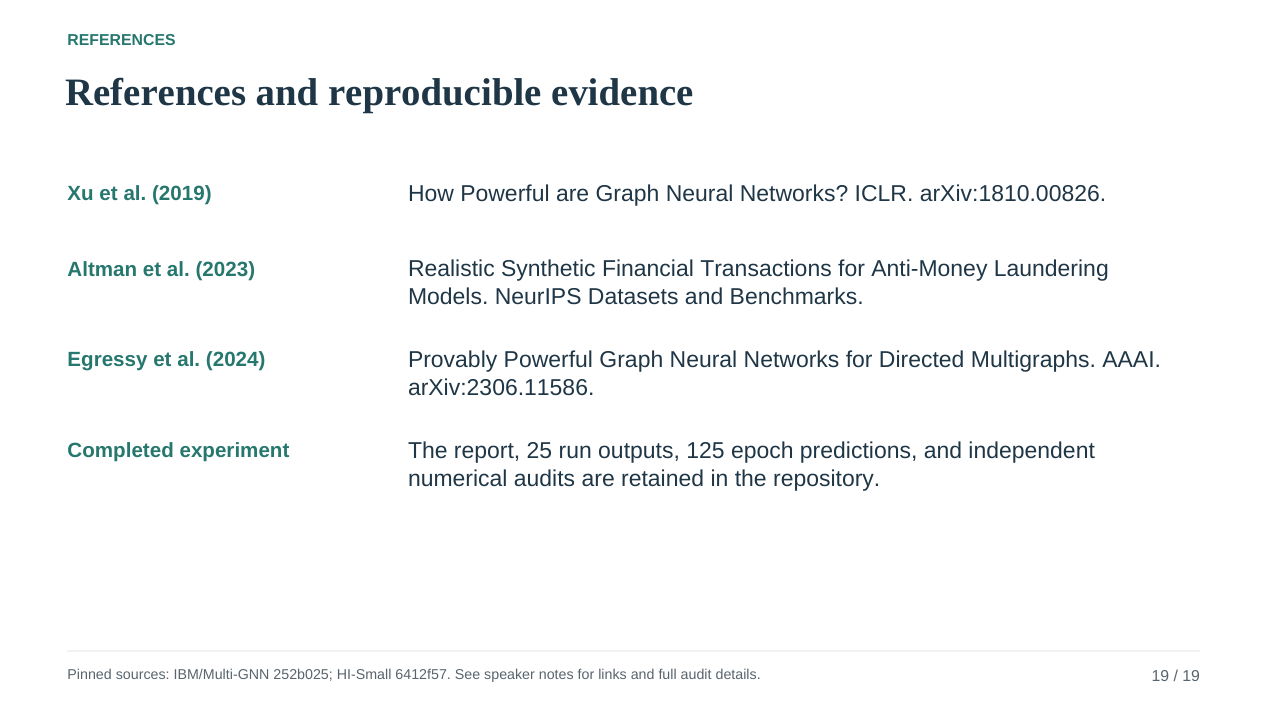 REFERENCES
References and reproducible evidence
Xu et al. (2019)
How Powerful are Graph Neural Networks? ICLR. arXiv:1810.00826.
Altman et al. (2023)
Realistic Synthetic Financial Transactions for Anti-Money Laundering
Models. NeurIPS Datasets and Benchmarks.
Egressy et al. (2024)
Provably Powerful Graph Neural Networks for Directed Multigraphs. AAAI.
arXiv:2306.11586.
Completed experiment
The report, 25 run outputs, 125 epoch predictions, and independent
numerical audits are retained in the repository.
Pinned sources: IBM/Multi-GNN 252b025; HI-Small 6412f57. See speaker notes for links and full audit details.
19 / 19